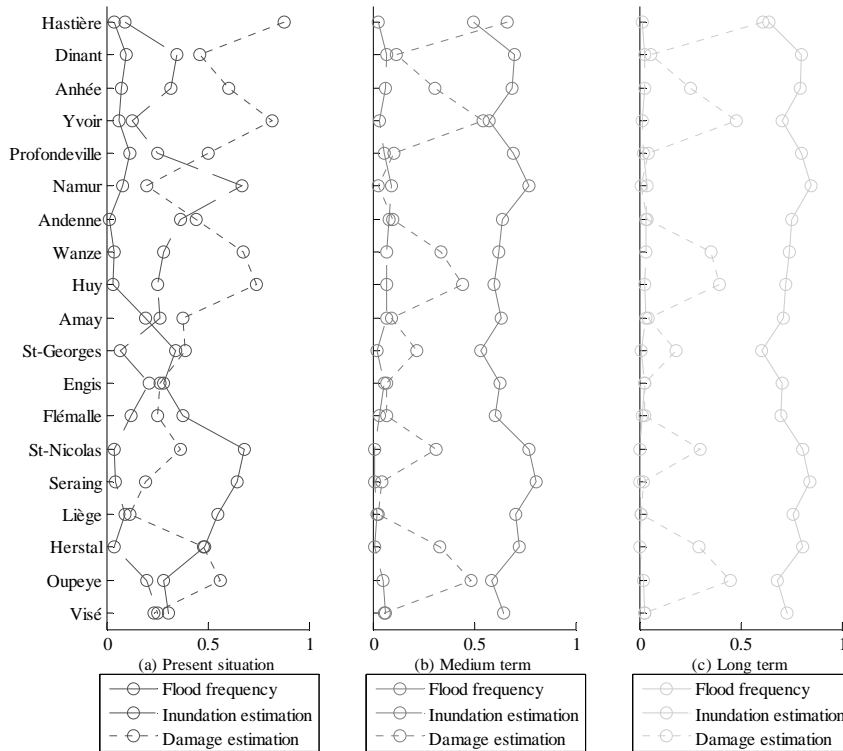 Hastière
Dinant
Anhée
Yvoir
Profondeville
Namur
Andenne
Wanze
Huy
Amay
St-Georges
Engis
Flémalle
St-Nicolas
Seraing
Liège
Herstal
Oupeye
Visé
0 0.5 1 0 0.5 1 0 0.5 1
(a) Present situation (b) Medium term (c) Long term
Flood frequency Flood frequency Flood frequency
Inundation estimation Inundation estimation Inundation estimation
Damage estimation Damage estimation Damage estimation